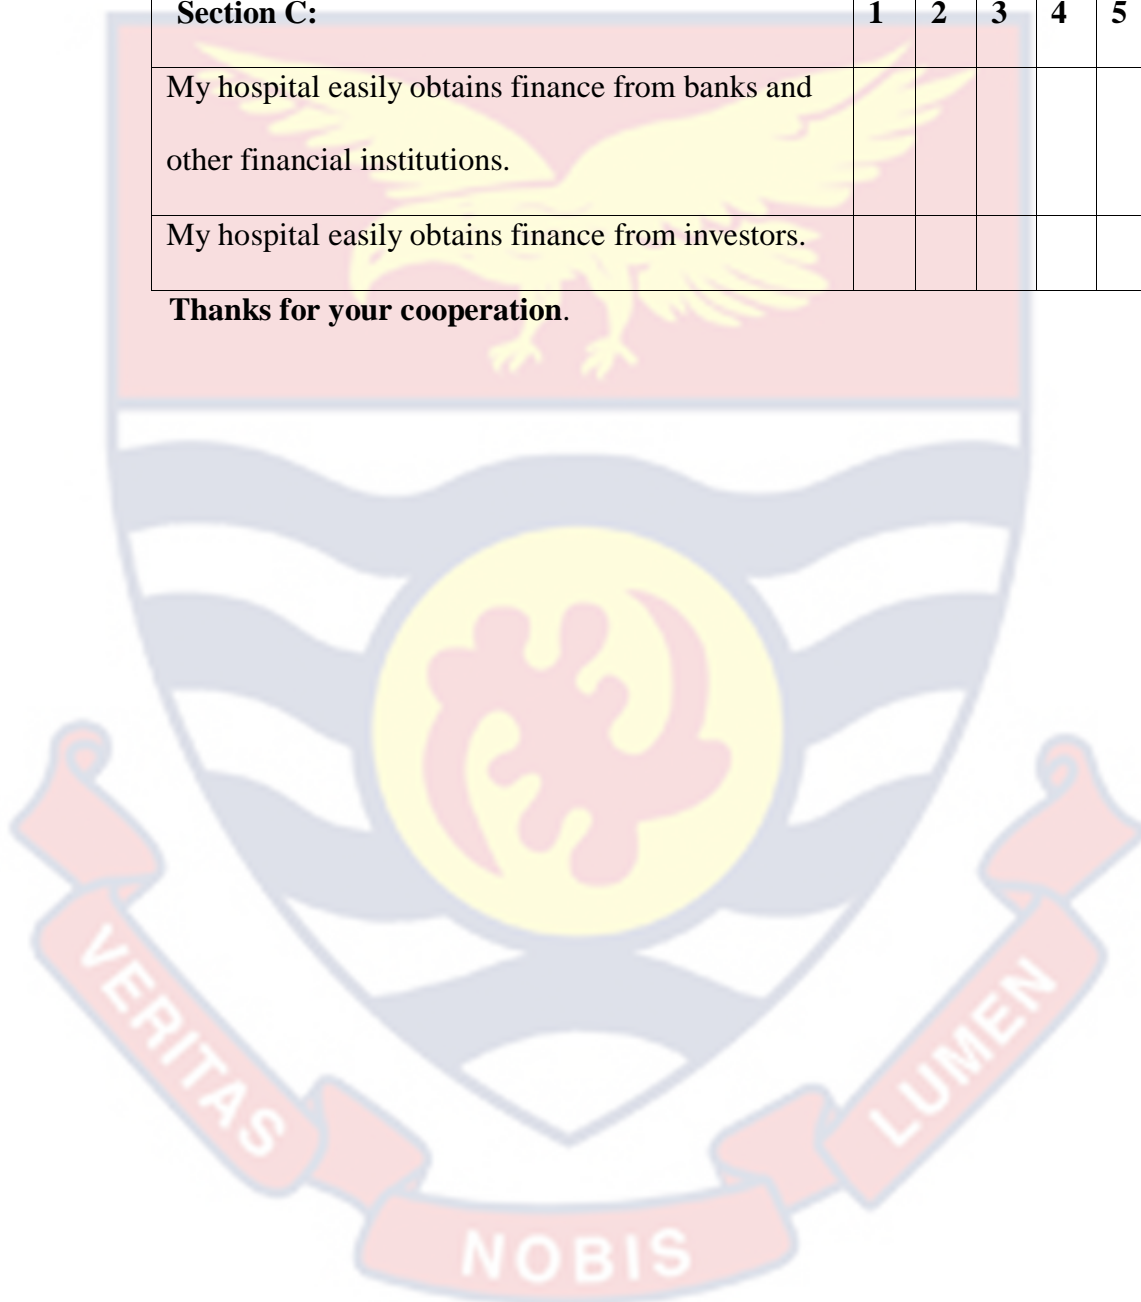 Section C: 1 2 3 4 5
My hospital easily obtains finance from banks and
other financial institutions.
My hospital easily obtains finance from investors.
Thanks for your cooperation.
VERITAS
NOBIS
LUMEN